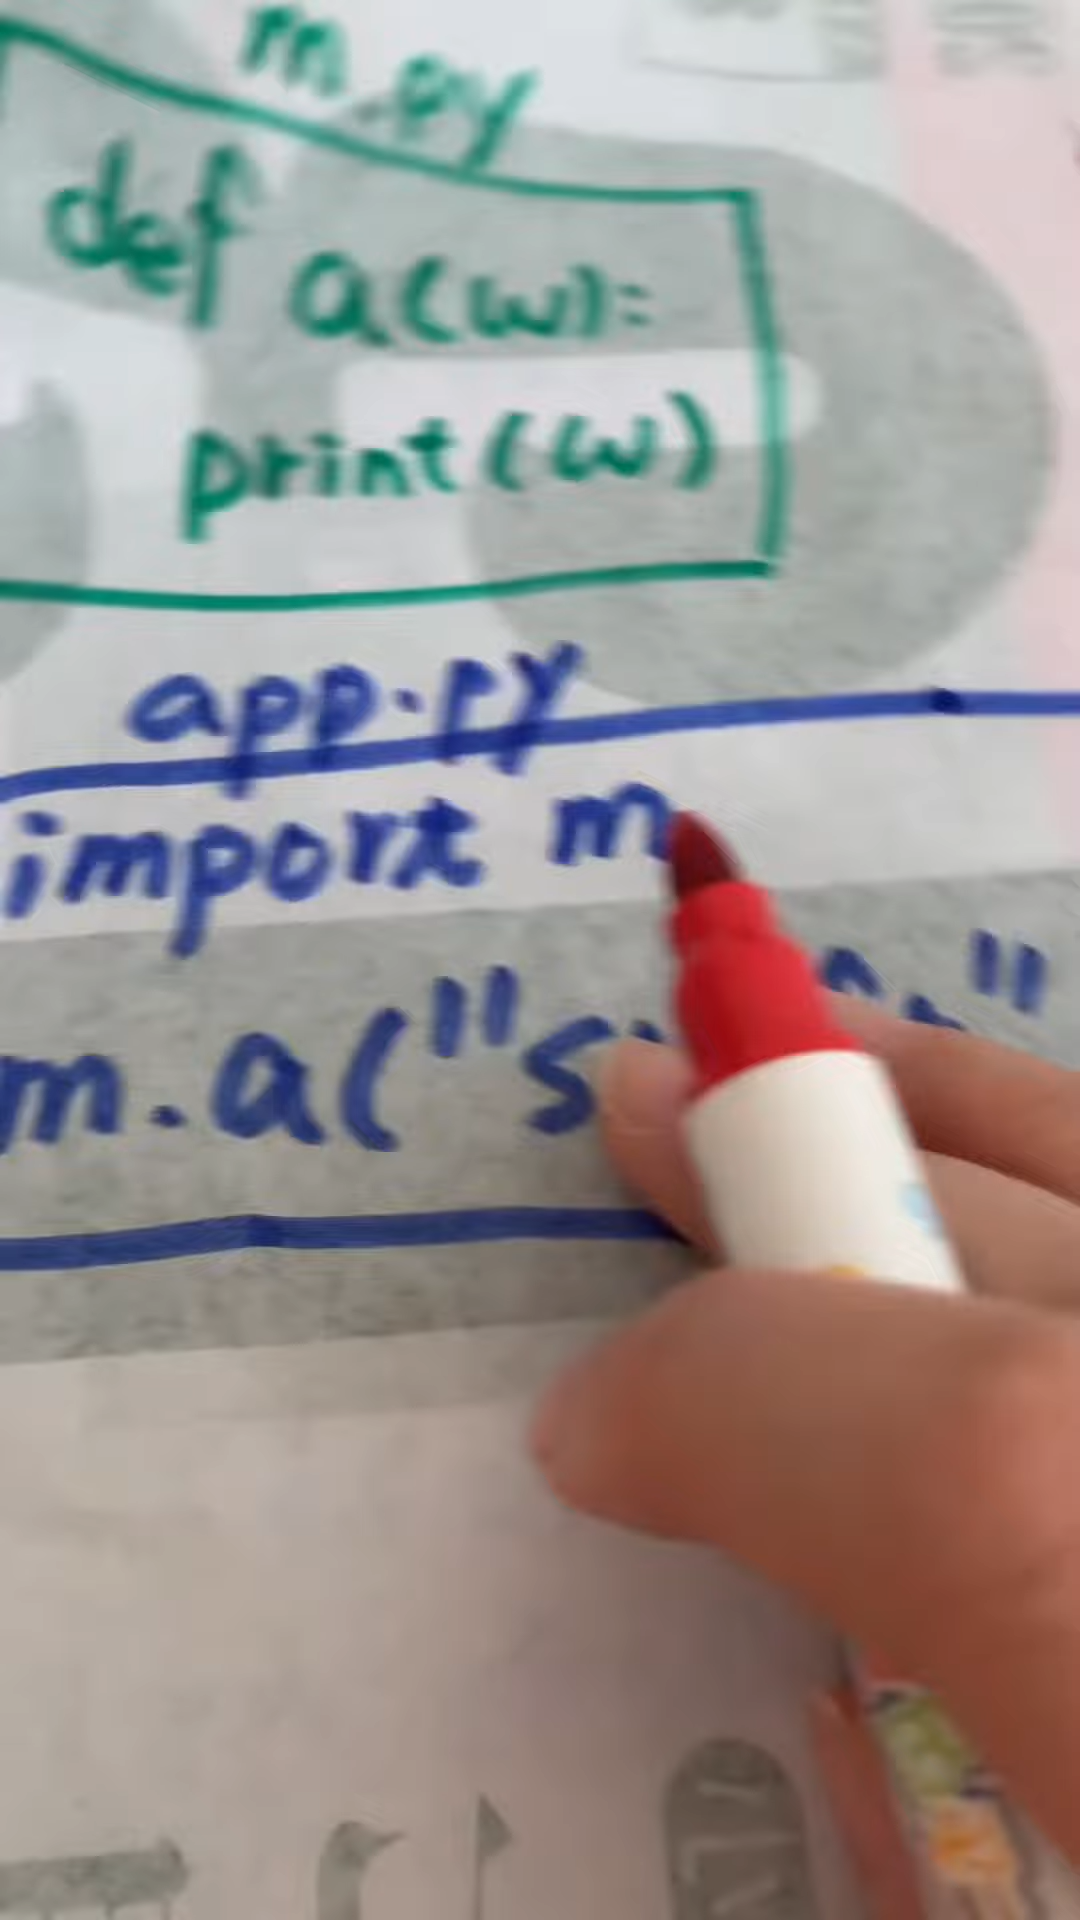 m.py
def a(w):
print(w)
app.py
import m
m.a("s
"